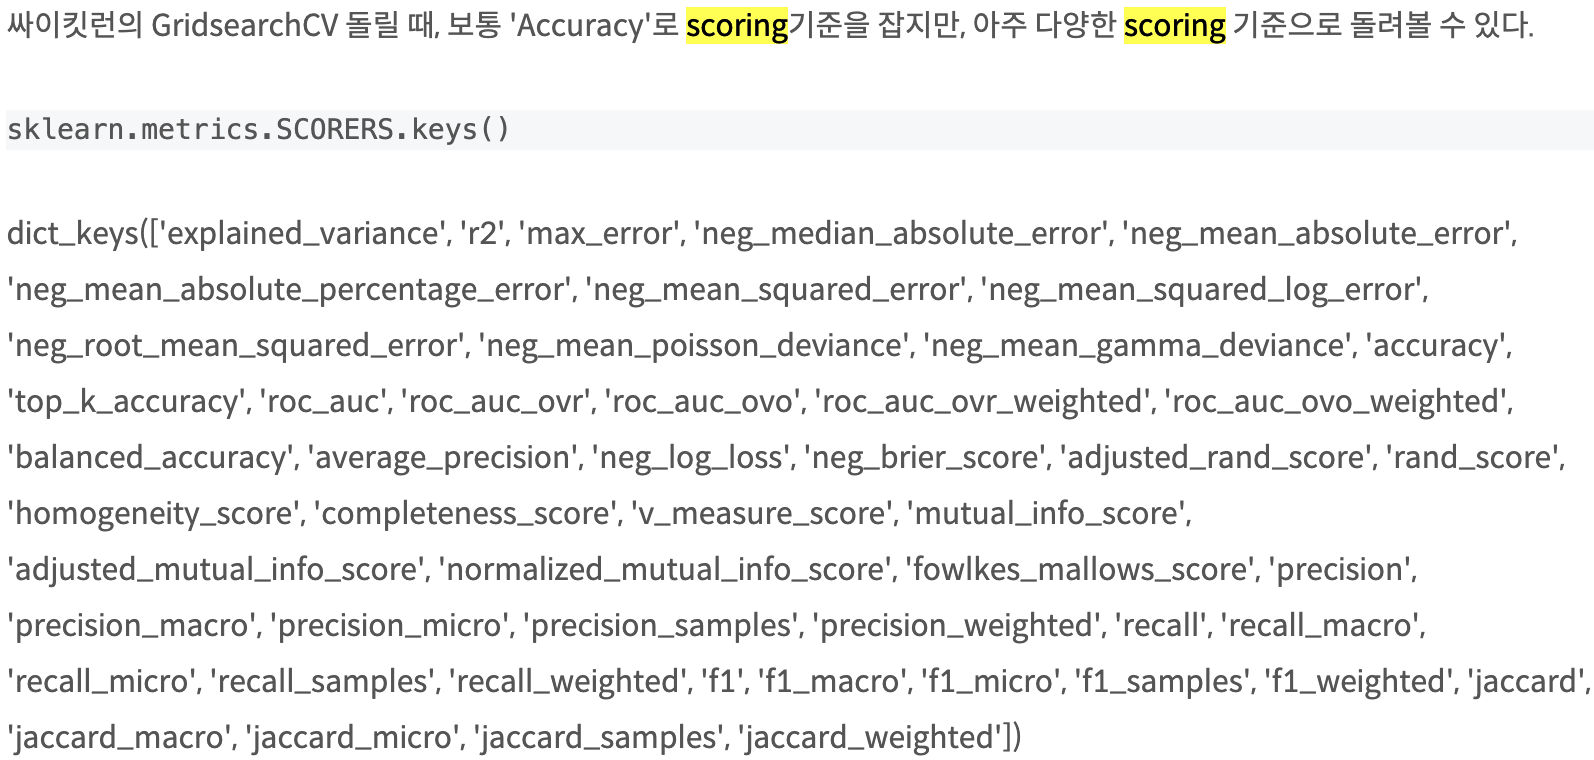 싸이킷런의 GridsearchCV 돌릴 때, 보통 'Accuracy'로 scoring기준을 잡지만, 아주 다양한 scoring 기준으로 돌려볼 수 있다.
sklearn.metrics.SCORERS.keys()
dict_keys(['explained_variance', 'r2', 'max_error', 'neg_median_absolute_error', 'neg_mean_absolute_error',
'neg_mean_absolute_percentage_error', 'neg_mean_squared_error', 'neg_mean_squared_log_error',
'neg_root_mean_squared_error', 'neg_mean_poisson_deviance', 'neg_mean_gamma_deviance', 'accuracy',
'top_k_accuracy', 'roc_auc', 'roc_auc_ovr', 'roc_auc_ovo', 'roc_auc_ovr_weighted', 'roc_auc_ovo_weighted',
'balanced_accuracy', 'average_precision', 'neg_log_loss', 'neg_brier_score', 'adjusted_rand_score', 'rand_score',
'homogeneity_score', 'completeness_score', 'v_measure_score', 'mutual_info_score',
'adjusted_mutual_info_score', 'normalized_mutual_info_score', 'fowlkes_mallows_score', 'precision',
'precision_macro', 'precision_micro', 'precision_samples', 'precision_weighted', 'recall', 'recall_macro',
'recall_micro', 'recall_samples', 'recall_weighted', 'f1', 'f1_macro', 'f1_micro', 'f1_samples', 'f1_weighted', 'jaccard',
'jaccard_macro', 'jaccard_micro', 'jaccard_samples', 'jaccard_weighted'])